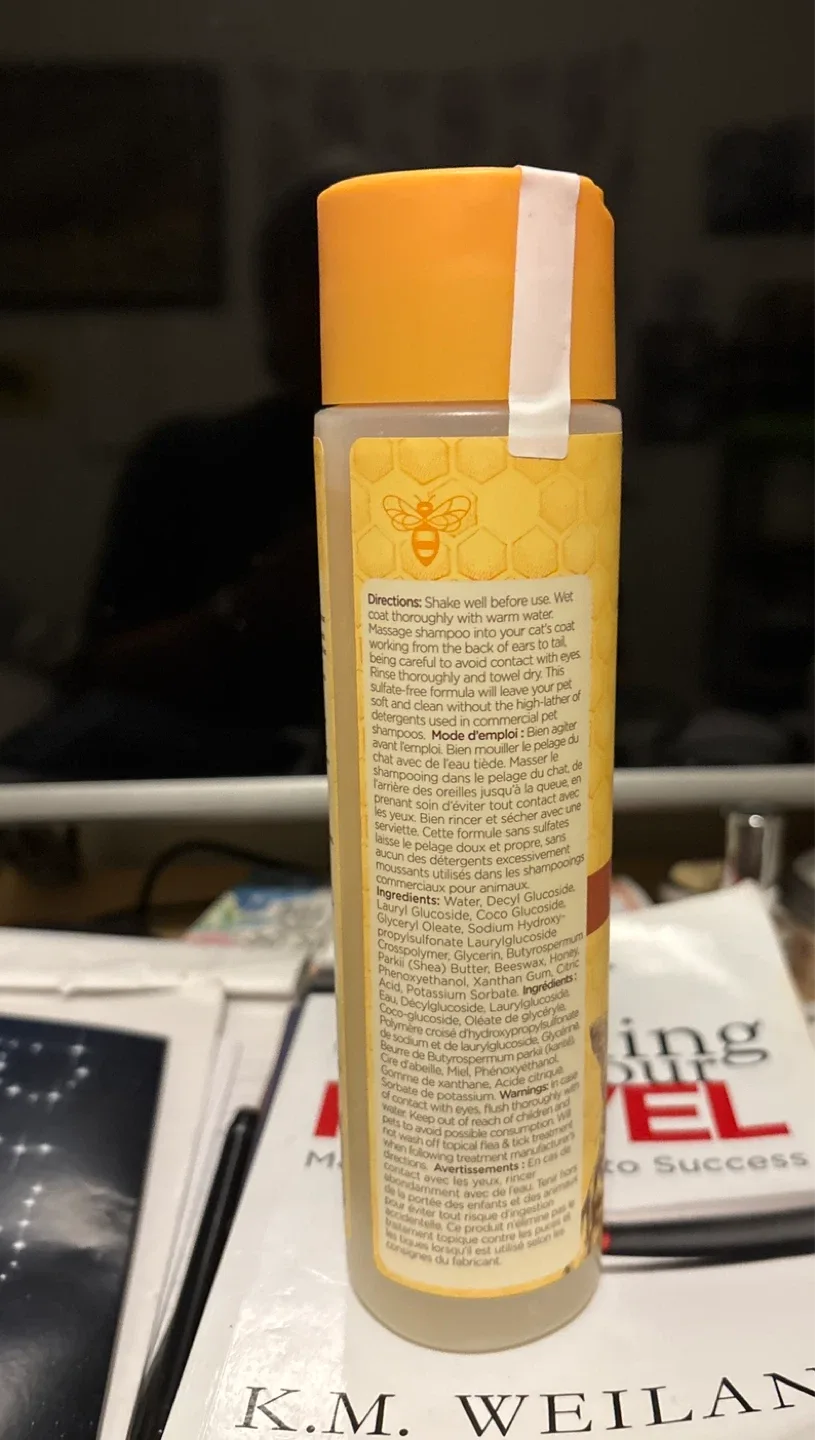 Directions: Shake well before use. Wet
coat thoroughly with warm water.
Massage shampoo into your cat's coat
working from the back of ears to tail,
being careful to avoid contact with eyes.
Rinse thoroughly and towel dry. This
sulfate-free formula will leave your pet
soft and clean without the high-lather of
detergents used in commercial pet
shampoos. Mode d'emploi : Bien agiter
avant l'emploi. Bien mouiller le pelage du
chat avec de l'eau tiède. Masser le
shampooing dans le pelage du chat, de
l'arrière des oreilles jusqu'à la queue, en
prenant soin d'éviter tout contact avec
les yeux. Bien rincer et sécher avec une
serviette. Cette formule sans sulfates
laisse le pelage doux et propre, sans
aucun des détergents excessivement
moussants utilisés dans les shampooings
commerciaux pour animaux.
Ingredients: Water, Decyl Glucoside,
Lauryl Glucoside, Coco Glucoside,
Glyceryl Oleate, Sodium Hydroxy-
propylsulfonate Laurylglucoside
Crosspolymer, Glycerin, Butyrospermum
Parkii (Shea) Butter, Beeswax, Honey,
Phenoxyethanol, Xanthan Gum, Citric
Acid, Potassium Sorbate. Ingrédients :
Eau, Décylglucoside, Laurylglucoside,
Coco-glucoside, Oléate de glycéryle,
Polymère croisé d'hydroxypropylsulfonate
de sodium et de laurylglucoside, Glycérine,
Beurre de Butyrospermum parkii (karité),
Cire d'abeille, Miel, Phénoxyéthanol,
Gomme de xanthane, Acide citrique,
Sorbate de potassium. Warnings: In case
of contact with eyes, flush thoroughly with
water. Keep out of reach of children and
pets to avoid possible consumption. Will
not wash off topical flea & tick treatment
when following treatment manufacturer's
directions. Avertissements : En cas de
contact avec les yeux, rincer
abondamment avec de l'eau. Tenir hors
de la portée des enfants et des animaux
pour éviter tout risque d'ingestion
accidentelle. Ce produit n'élimine pas le
traitement topique contre les puces et
les tiques lorsqu'il est utilisé selon les
consignes du fabricant.
ing
our
VEL
to Success
K.M. WEILAN